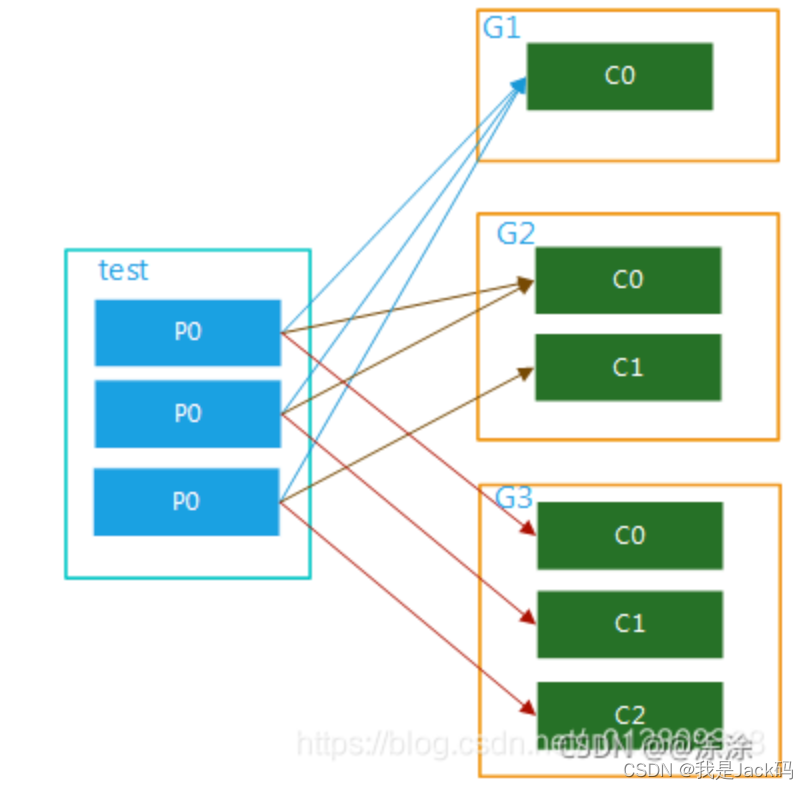 G1
C0
test
P0
P0
P0
G2
C0
C1
G3
C0
C1
C2
https://blog.csdn.net/
CSDN @@涂涂
CSDN @我是Jack码